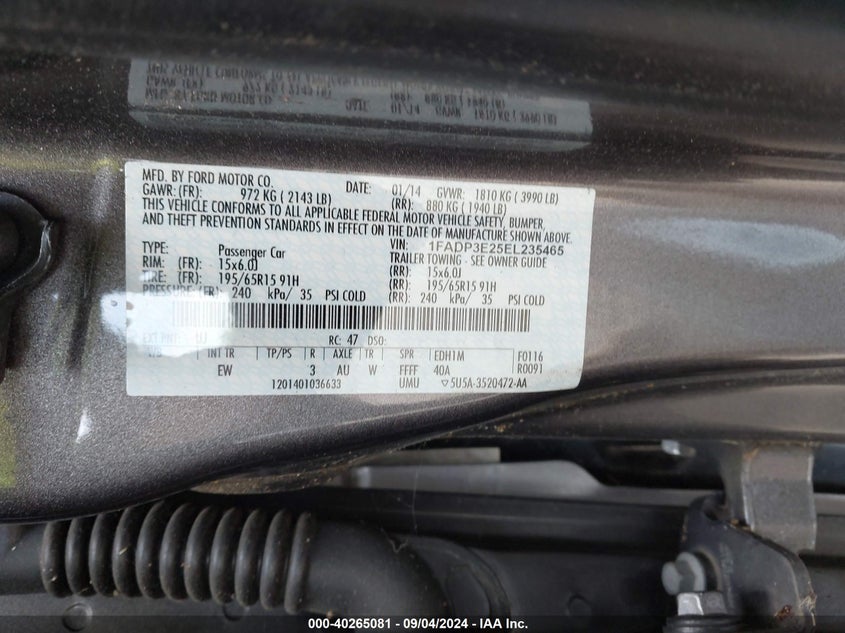 MFD. BY FORD MOTOR CO. DATE: 01/14 GVWR: 1810 KG ( 3990 LB)
GAWR: (FR): 972 KG ( 2143 LB) (RR): 880 KG ( 1940 LB)
THIS VEHICLE CONFORMS TO ALL APPLICABLE FEDERAL MOTOR VEHICLE SAFETY, BUMPER,
AND THEFT PREVENTION STANDARDS IN EFFECT ON THE DATE OF MANUFACTURE SHOWN ABOVE.
VIN: 1FADP3E25EL235465
TYPE: Passenger Car TRAILER TOWING - SEE OWNER GUIDE
RIM: (FR): 15x6.0J (RR): 15x6.0J
TIRE: (FR): 195/65R15 91H (RR): 195/65R15 91H
PRESSURE: (FR): 240 kPa/ 35 PSI COLD (RR): 240 kPa/ 35 PSI COLD
EXT PNT: UJ RC: 47 DSO:
INT TR TP/PS R AXLE TR SPR EDH1M F0116
EW 3 AU W FFFF 40A R0091
1201401036633 UMU ▽5U5A-3520472-AA
000-40265081 - 09/04/2024 - IAA Inc.